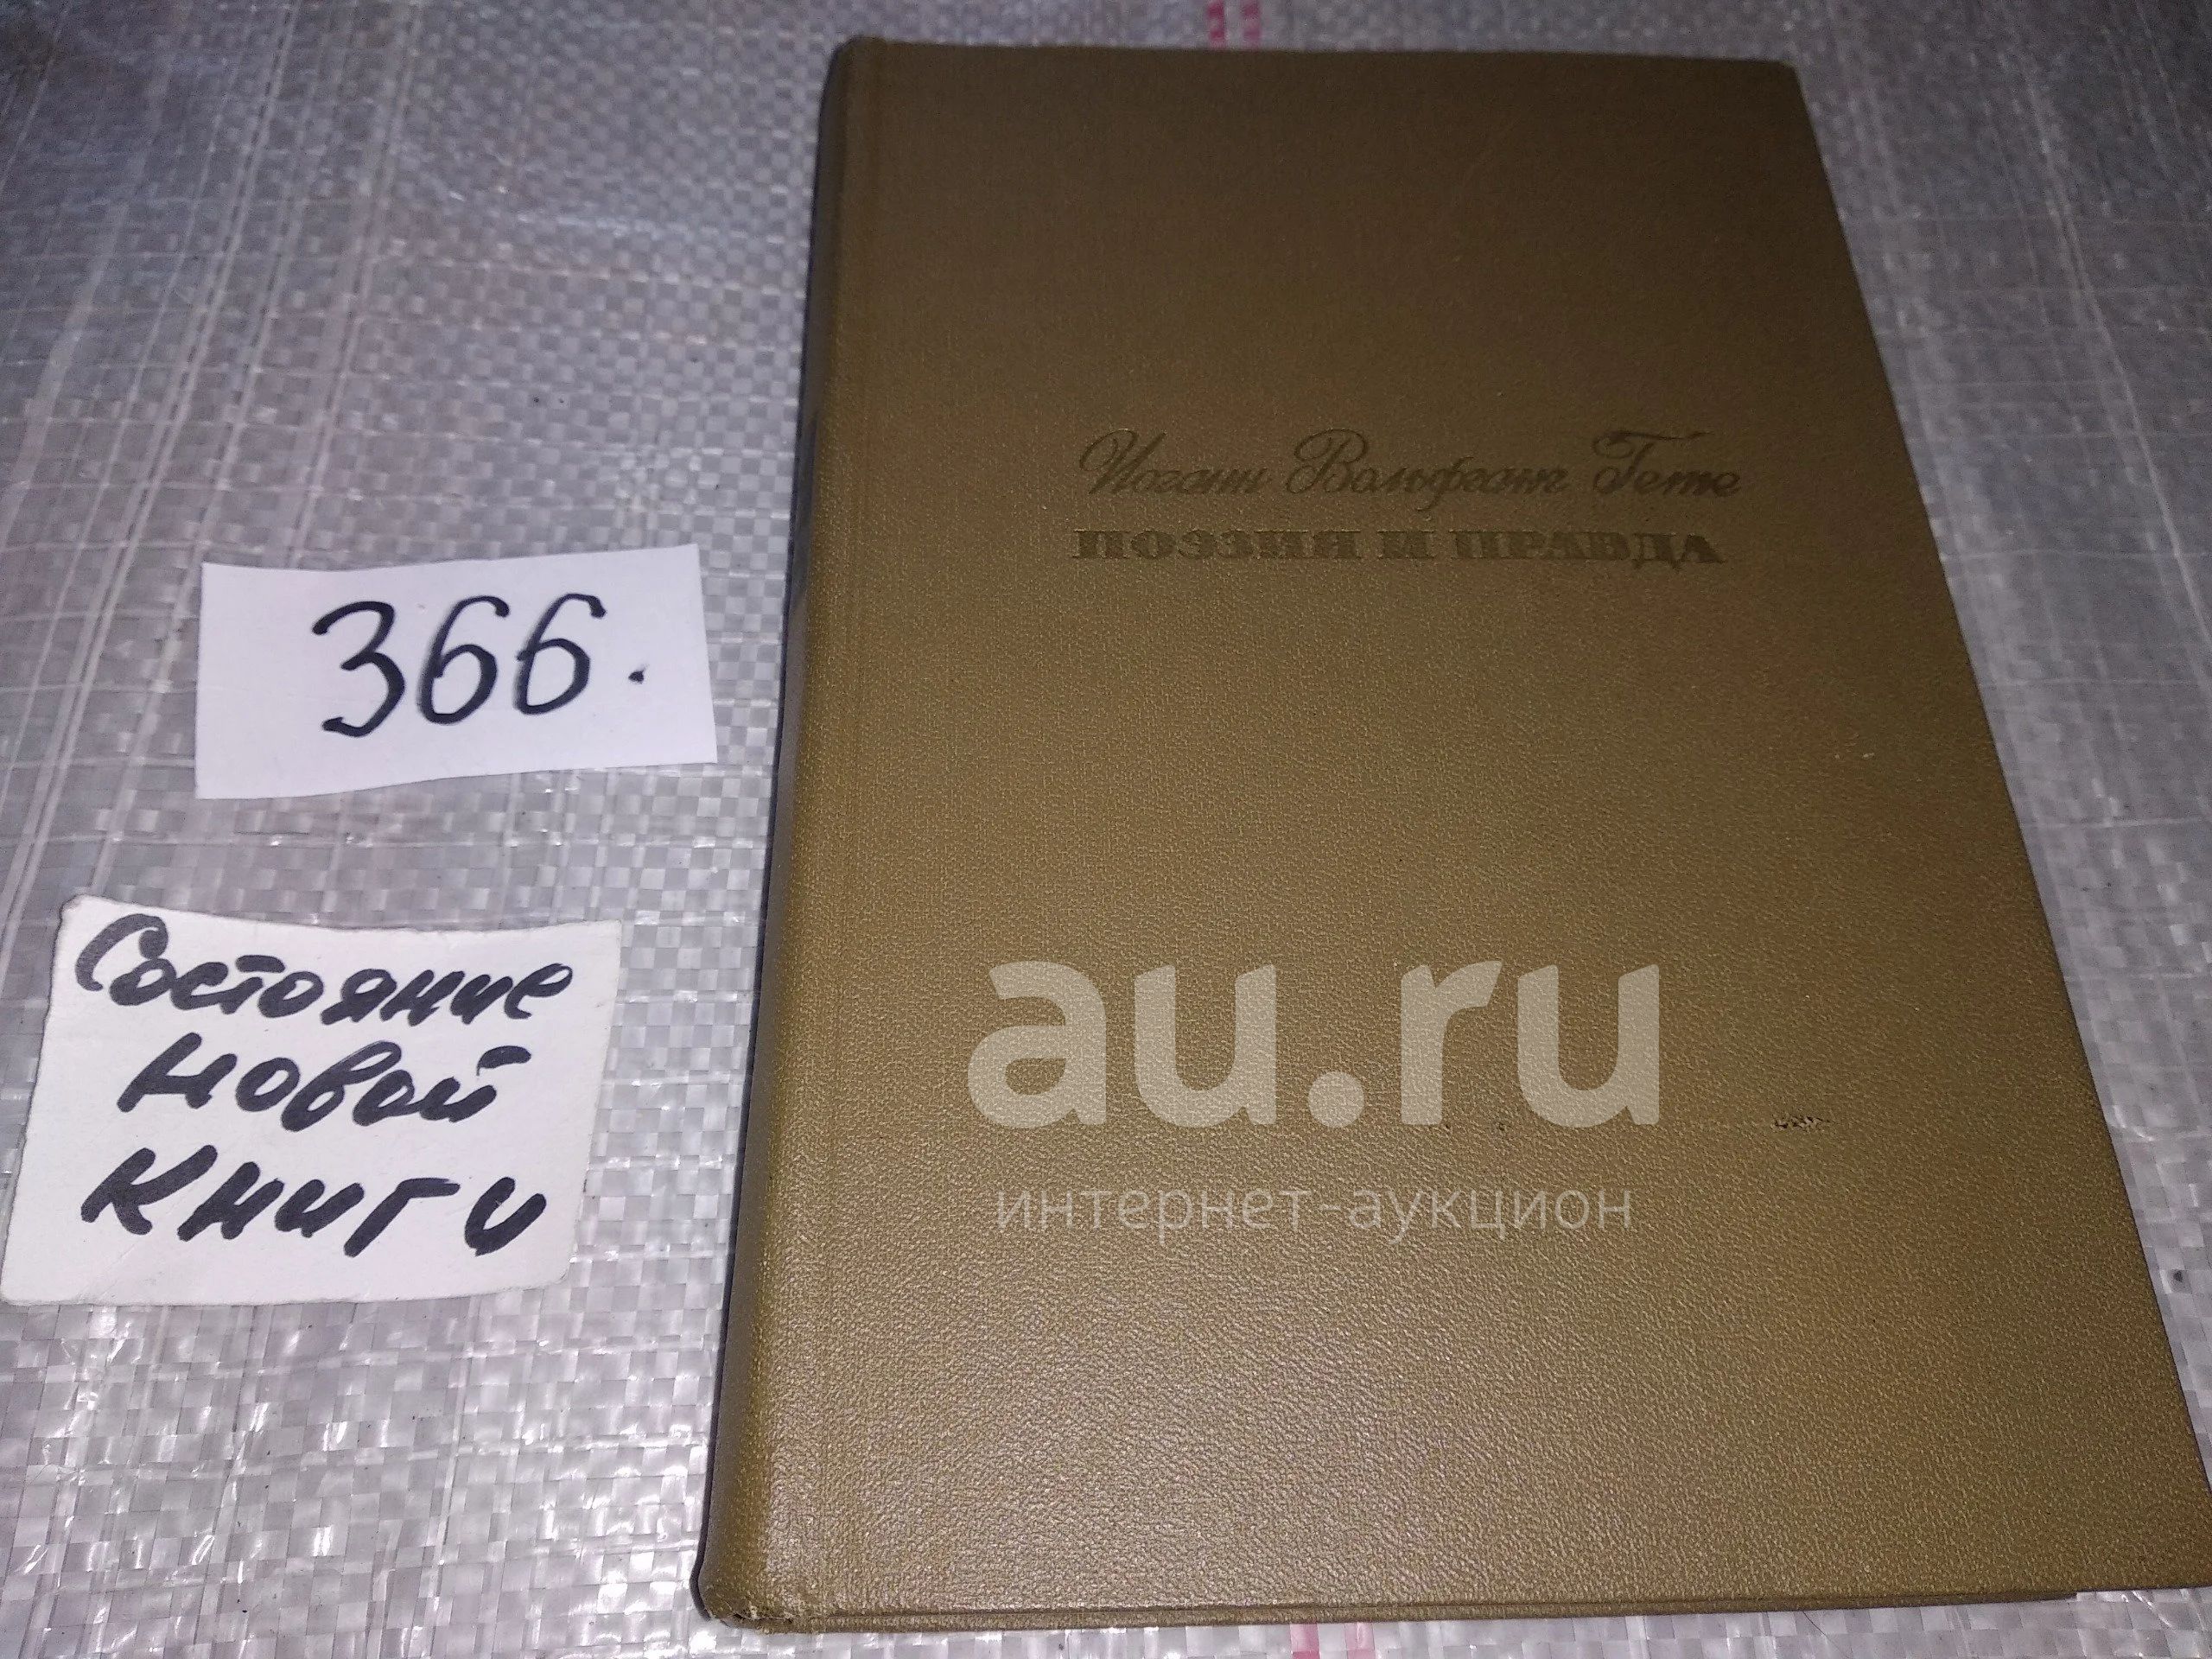 Иоганн Вольфганг Гете
ПОЭЗИЯ И ПРАВДА
366.
Состояние
новой
книги
au.ru
интернет-аукцион